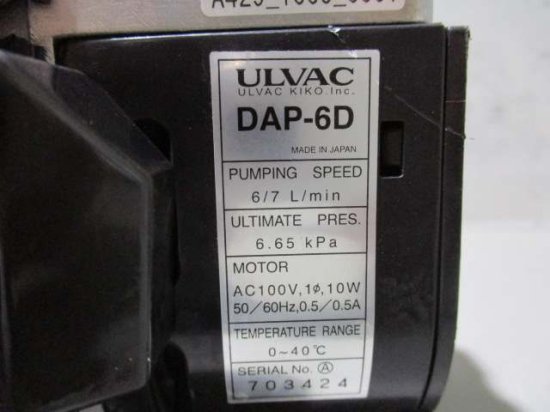 ULVAC
ULVAC KIKO. Inc.
DAP-6D
MADE IN JAPAN
PUMPING SPEED
6/7 L/min
ULTIMATE PRES.
6.65 kPa
MOTOR
AC100V, 1ϕ, 10W
50/60Hz, 0.5/0.5A
TEMPERATURE RANGE
0~40℃
SERIAL No. Ⓐ
703424